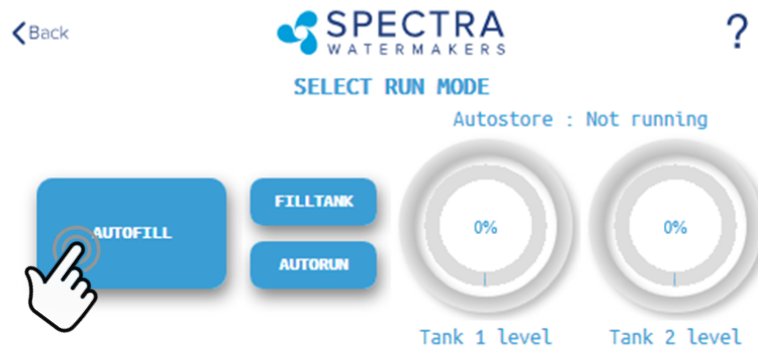 Back
SPECTRA
WATERMAKERS
?
SELECT RUN MODE
Autostore : Not running
AUTOFILL
FILLTANK
AUTORUN
0%
0%
Tank 1 level
Tank 2 level